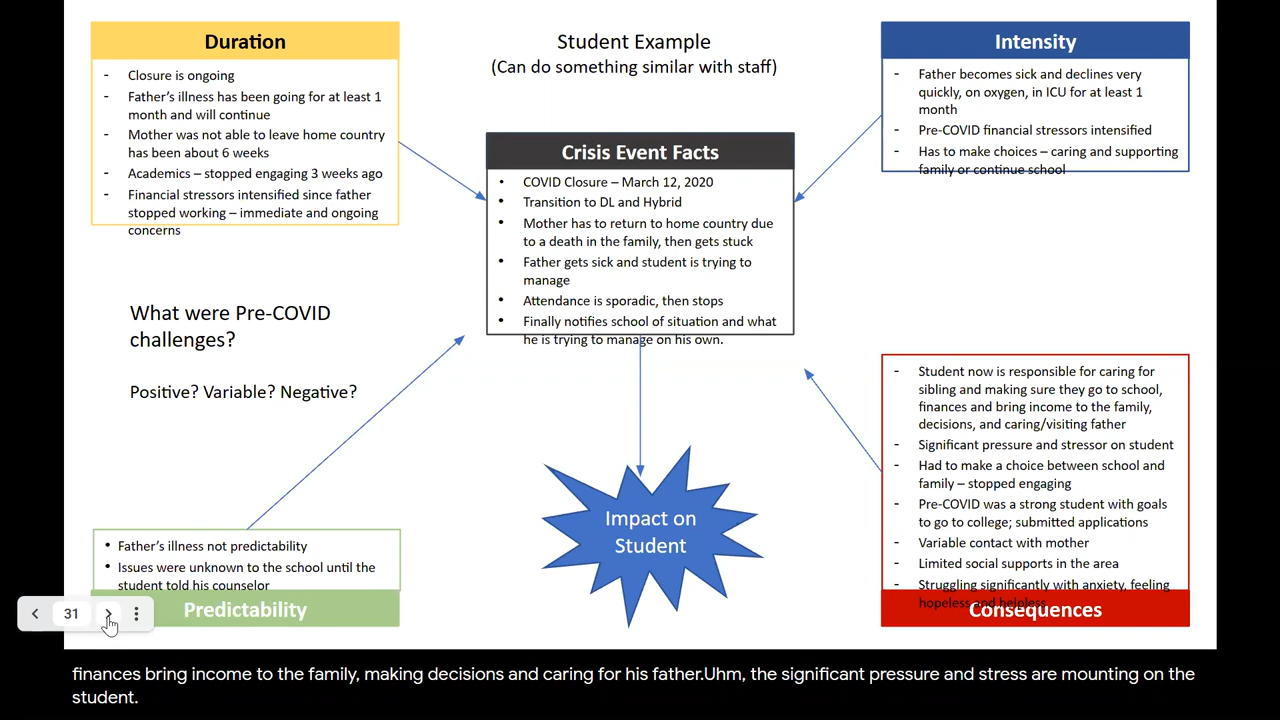 Duration
- Closure is ongoing
- Father's illness has been going for at least 1
month and will continue
- Mother was not able to leave home country
has been about 6 weeks
- Academics – stopped engaging 3 weeks ago
- Financial stressors intensified since father
stopped working – immediate and ongoing
concerns
Student Example
(Can do something similar with staff)
Intensity
- Father becomes sick and declines very
quickly, on oxygen, in ICU for at least 1
month
- Pre-COVID financial stressors intensified
- Has to make choices – caring and supporting
family or continue school
Crisis Event Facts
• COVID Closure – March 12, 2020
• Transition to DL and Hybrid
• Mother has to return to home country due
to a death in the family, then gets stuck
• Father gets sick and student is trying to
manage
• Attendance is sporadic, then stops
• Finally notifies school of situation and what
he is trying to manage on his own.
What were Pre-COVID
challenges?
Positive? Variable? Negative?
- Student now is responsible for caring for
sibling and making sure they go to school,
finances and bring income to the family,
decisions, and caring/visiting father
- Significant pressure and stressor on student
- Had to make a choice between school and
family – stopped engaging
- Pre-COVID was a strong student with goals
to go to college; submitted applications
- Variable contact with mother
- Limited social supports in the area
- Struggling significantly with anxiety, feeling
hopeless and helpless
Consequences
Impact on
Student
• Father's illness not predictability
• Issues were unknown to the school until the
student told his counselor
Predictability
31
finances bring income to the family, making decisions and caring for his father.Uhm, the significant pressure and stress are mounting on the
student.